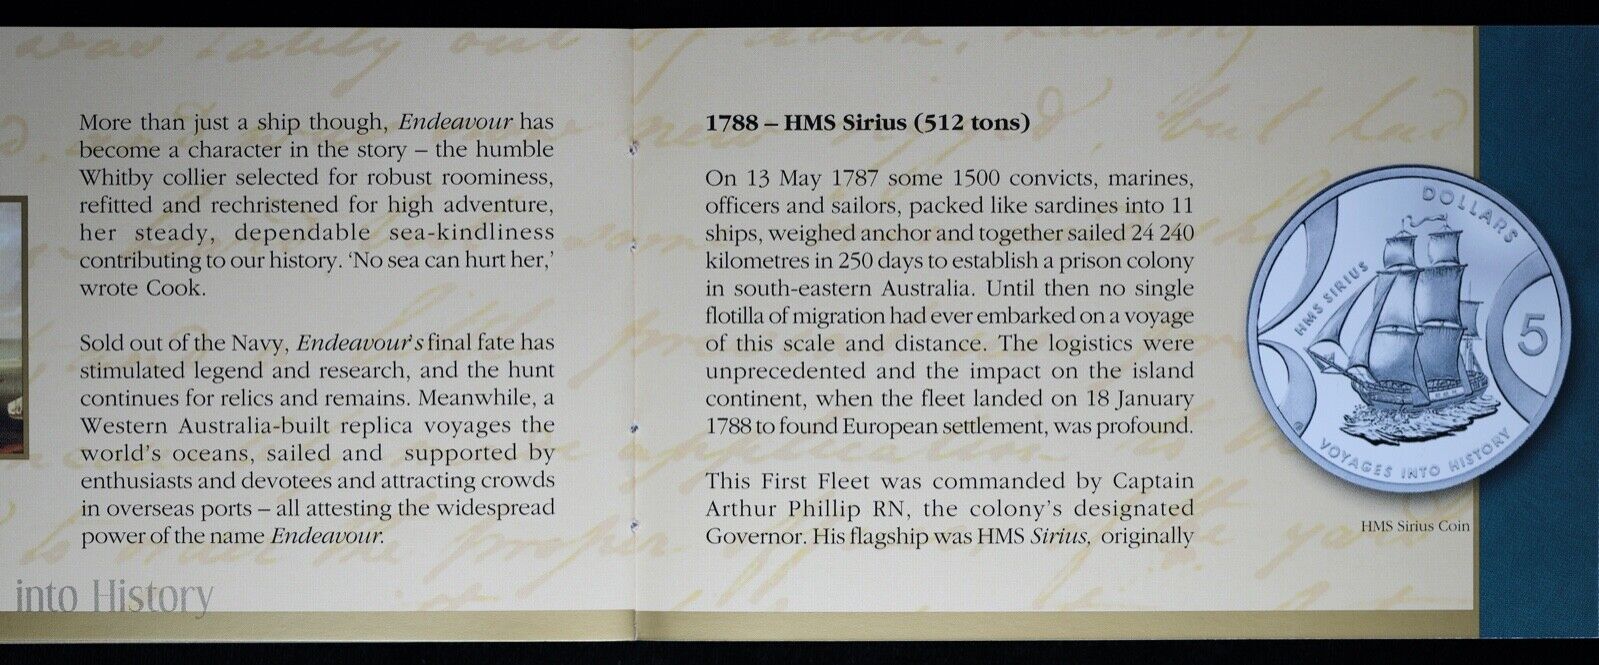 More than just a ship though, Endeavour has
become a character in the story – the humble
Whitby collier selected for robust roominess,
refitted and rechristened for high adventure,
her steady, dependable sea-kindliness
contributing to our history. 'No sea can hurt her,'
wrote Cook.
Sold out of the Navy, Endeavour's final fate has
stimulated legend and research, and the hunt
continues for relics and remains. Meanwhile, a
Western Australia-built replica voyages the
world's oceans, sailed and supported by
enthusiasts and devotees and attracting crowds
in overseas ports – all attesting the widespread
power of the name Endeavour.
into History
1788 – HMS Sirius (512 tons)
On 13 May 1787 some 1500 convicts, marines,
officers and sailors, packed like sardines into 11
ships, weighed anchor and together sailed 24 240
kilometres in 250 days to establish a prison colony
in south-eastern Australia. Until then no single
flotilla of migration had ever embarked on a voyage
of this scale and distance. The logistics were
unprecedented and the impact on the island
continent, when the fleet landed on 18 January
1788 to found European settlement, was profound.
This First Fleet was commanded by Captain
Arthur Phillip RN, the colony's designated
Governor. His flagship was HMS Sirius, originally
DOLLARS
HMS SIRIUS
5
VOYAGES INTO HISTORY
HMS Sirius Coin